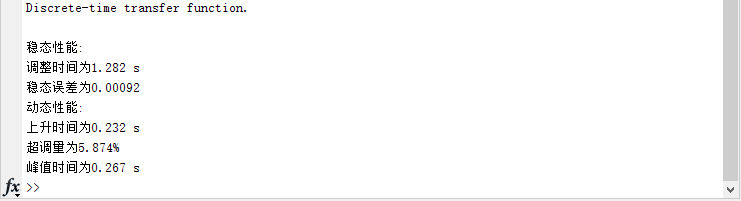 Discrete-time transfer function.
稳态性能:
调整时间为1.282 s
稳态误差为0.00092
动态性能:
上升时间为0.232 s
超调量为5.874%
峰值时间为0.267 s
fx >>